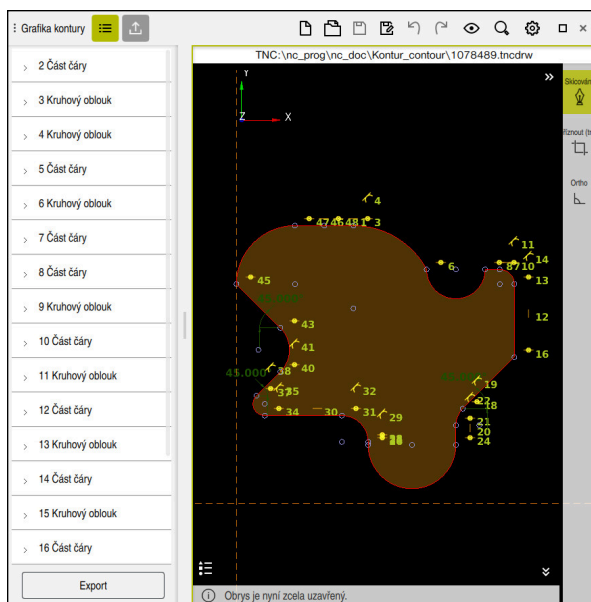 Grafika kontury
TNC:\nc_prog\nc_doc\Kontur_contour\1078489.tncdrw
2 Část čáry
3 Kruhový oblouk
4 Kruhový oblouk
5 Část čáry
6 Kruhový oblouk
7 Část čáry
8 Část čáry
9 Kruhový oblouk
10 Část čáry
11 Kruhový oblouk
12 Část čáry
13 Kruhový oblouk
14 Část čáry
15 Kruhový oblouk
16 Část čáry
Export
Y
Z X
4
47 46 48 1 3
11
14
6
8 7 10
13
45
12
43
41
16
40
38
45.000
19
37 35
32
22
18
34
30
31
29
21
20
24
Skicován
Ortho
Obrys je nyní zcela uzavřený.